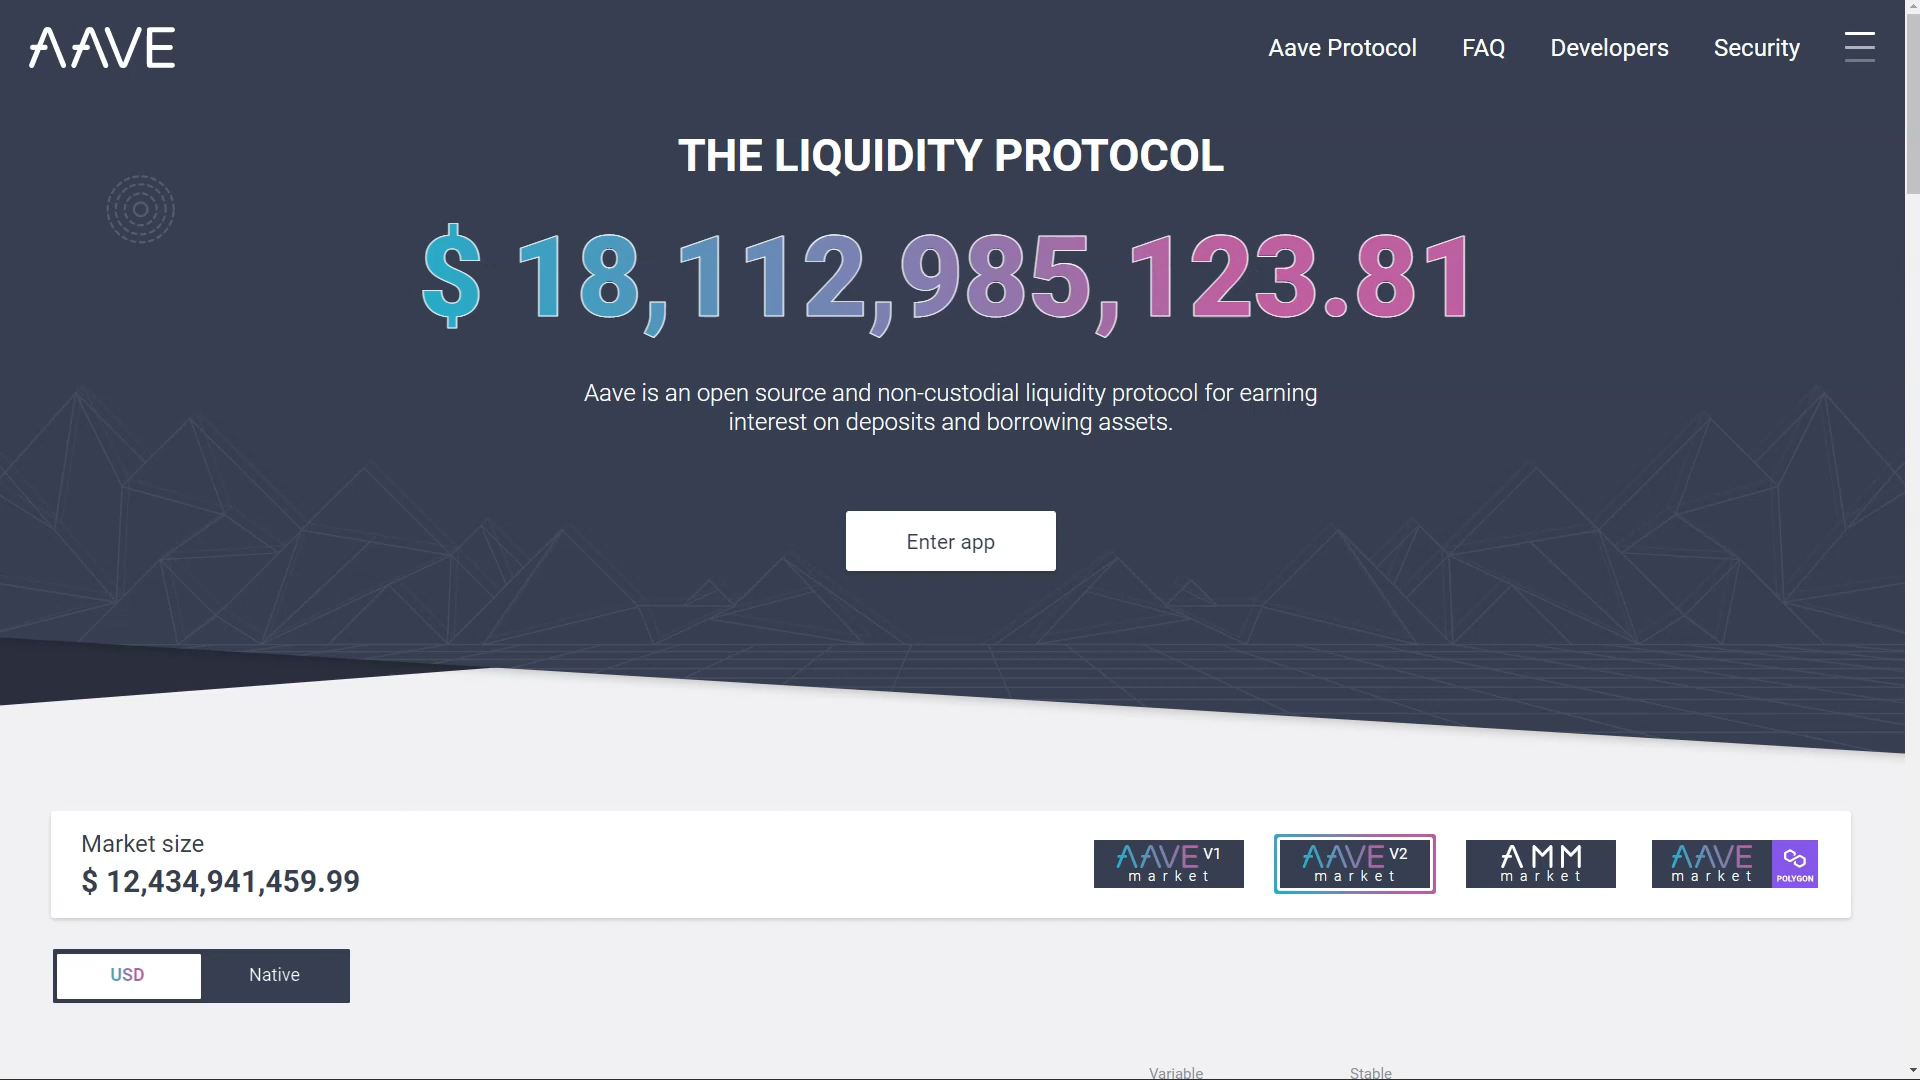 AAVE
Aave Protocol FAQ Developers Security
THE LIQUIDITY PROTOCOL
$ 18,112,985,123.81
Aave is an open source and non-custodial liquidity protocol for earning
interest on deposits and borrowing assets.
Enter app
Market size
$ 12,434,941,459.99
AAVE V1
market
AAVE V2
market
AMM
market
AAVE
market
POLYGON
USD Native
Variable Stable